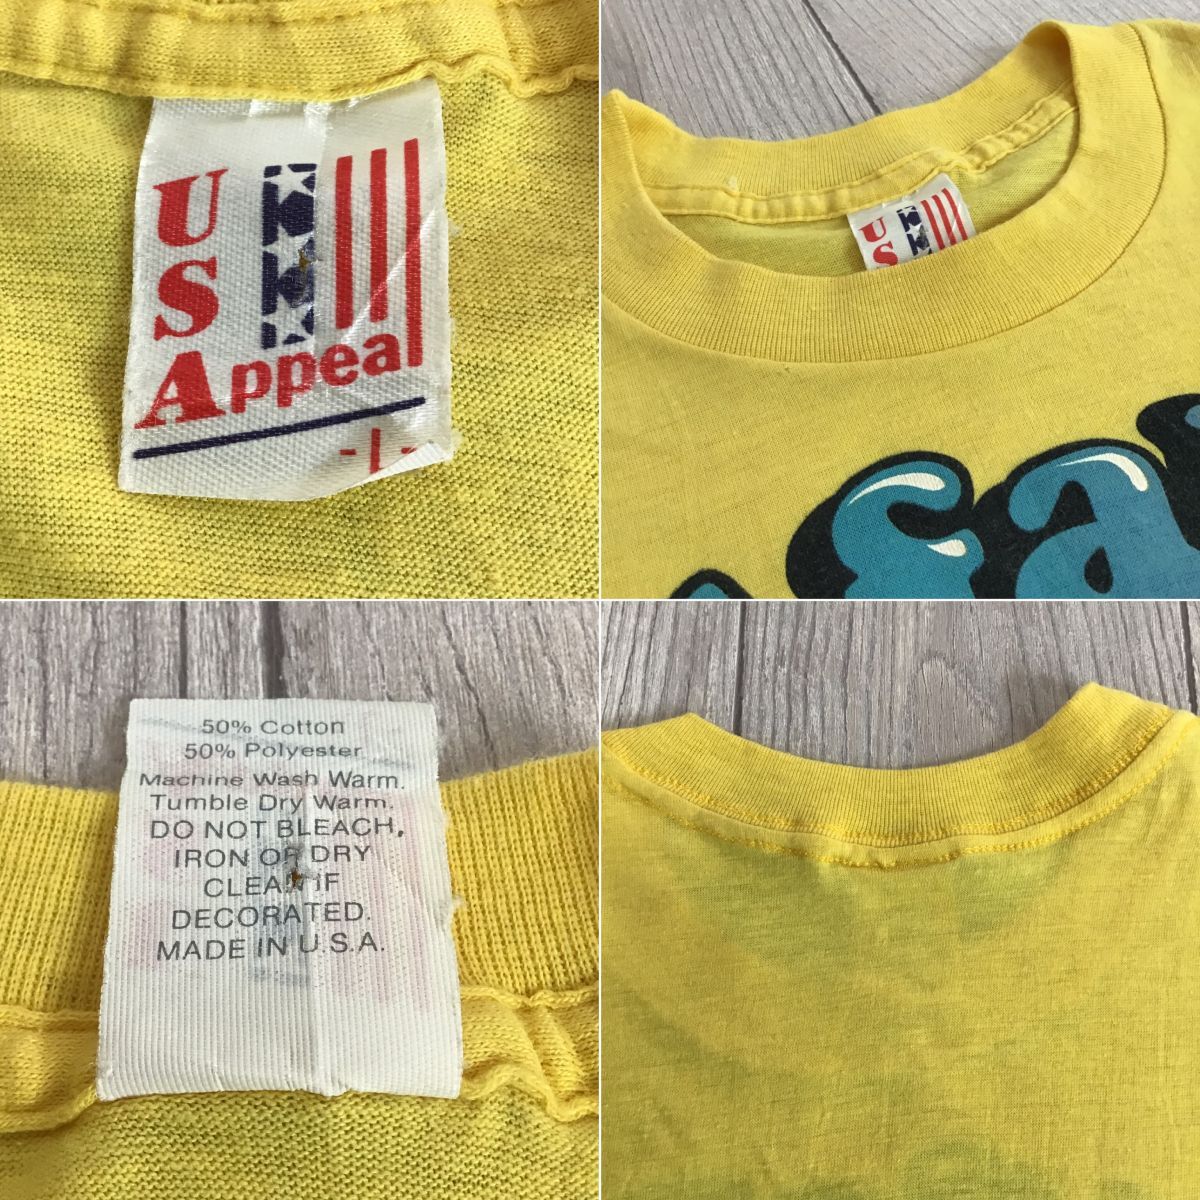 U
S
Appeal
-L-
U
S
50% Cotton
50% Polyester
Machine Wash Warm.
Tumble Dry Warm.
DO NOT BLEACH,
IRON OR DRY
CLEAN IF
DECORATED.
MADE IN U.S.A.